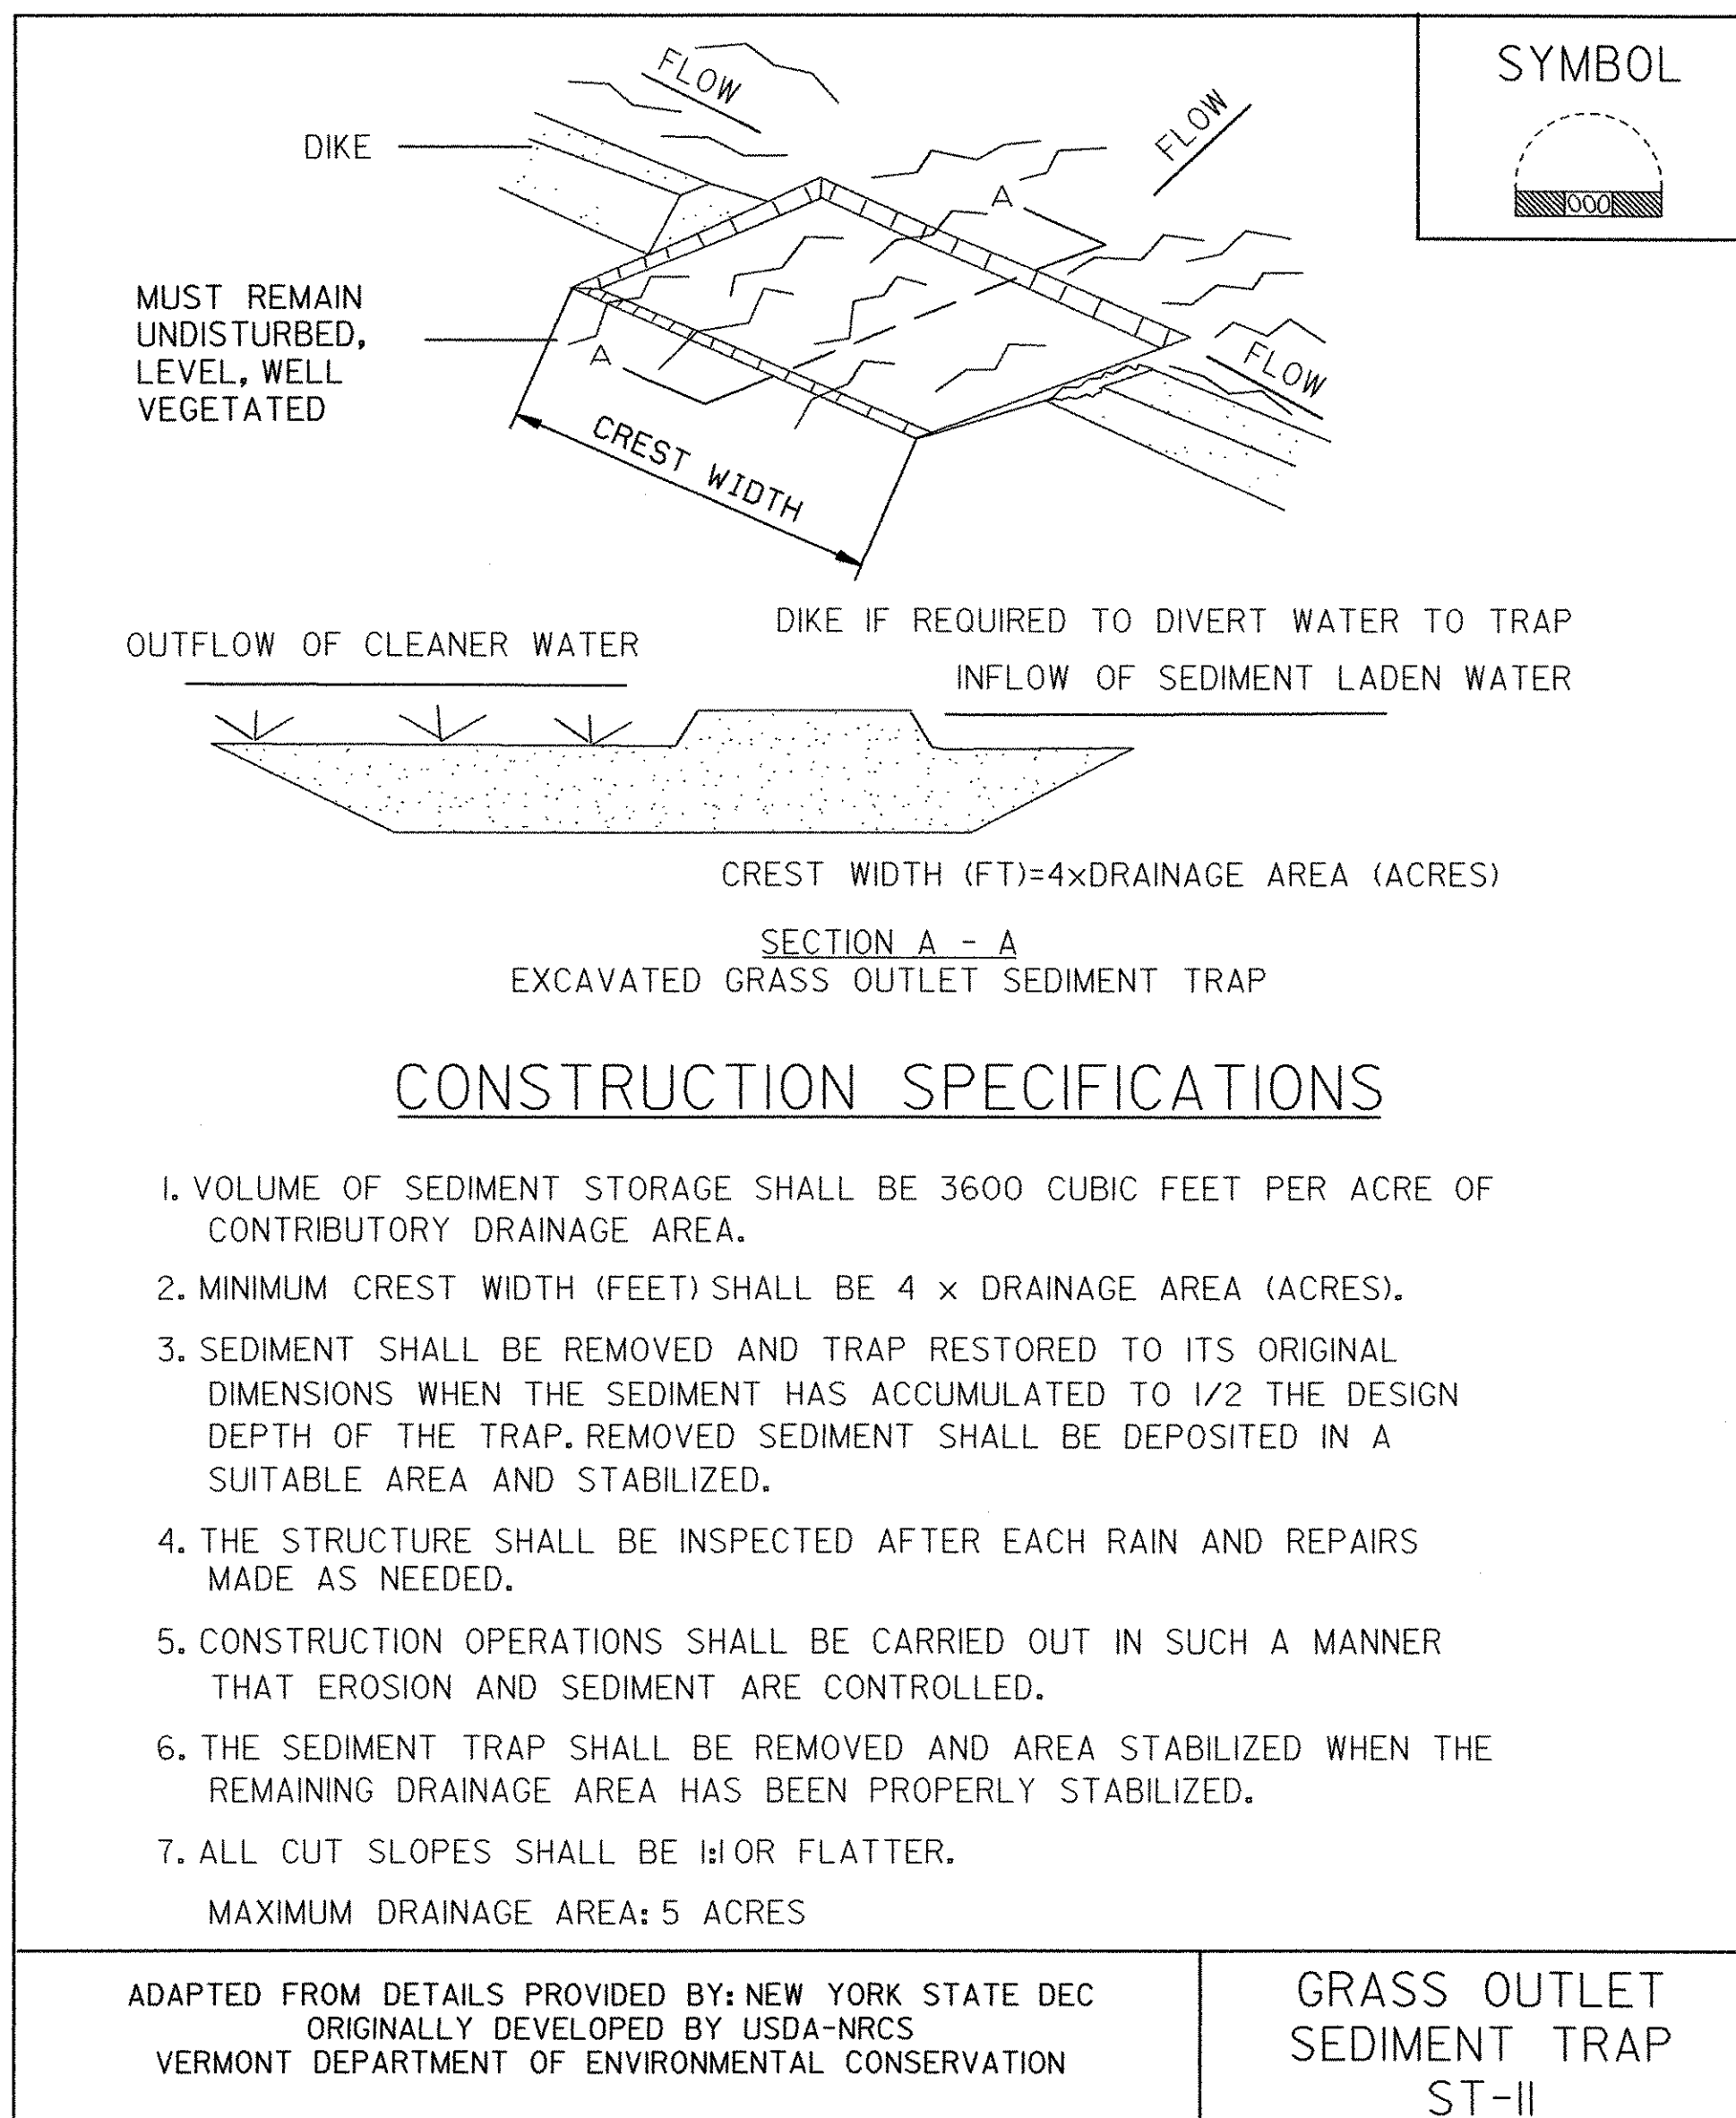 SYMBOL
FLOW
FLOW
DIKE
A
MUST REMAIN
UNDISTURBED,
LEVEL, WELL
VEGETATED
A
FLOW
CREST WIDTH
DIKE IF REQUIRED TO DIVERT WATER TO TRAP
OUTFLOW OF CLEANER WATER
INFLOW OF SEDIMENT LADEN WATER
CREST WIDTH (FT)=4xDRAINAGE AREA (ACRES)
SECTION A - A
EXCAVATED GRASS OUTLET SEDIMENT TRAP
CONSTRUCTION SPECIFICATIONS
1. VOLUME OF SEDIMENT STORAGE SHALL BE 3600 CUBIC FEET PER ACRE OF
CONTRIBUTORY DRAINAGE AREA.
2. MINIMUM CREST WIDTH (FEET) SHALL BE 4 x DRAINAGE AREA (ACRES).
3. SEDIMENT SHALL BE REMOVED AND TRAP RESTORED TO ITS ORIGINAL
DIMENSIONS WHEN THE SEDIMENT HAS ACCUMULATED TO 1/2 THE DESIGN
DEPTH OF THE TRAP. REMOVED SEDIMENT SHALL BE DEPOSITED IN A
SUITABLE AREA AND STABILIZED.
4. THE STRUCTURE SHALL BE INSPECTED AFTER EACH RAIN AND REPAIRS
MADE AS NEEDED.
5. CONSTRUCTION OPERATIONS SHALL BE CARRIED OUT IN SUCH A MANNER
THAT EROSION AND SEDIMENT ARE CONTROLLED.
6. THE SEDIMENT TRAP SHALL BE REMOVED AND AREA STABILIZED WHEN THE
REMAINING DRAINAGE AREA HAS BEEN PROPERLY STABILIZED.
7. ALL CUT SLOPES SHALL BE 1:1 OR FLATTER.
MAXIMUM DRAINAGE AREA: 5 ACRES
ADAPTED FROM DETAILS PROVIDED BY: NEW YORK STATE DEC
ORIGINALLY DEVELOPED BY USDA-NRCS
VERMONT DEPARTMENT OF ENVIRONMENTAL CONSERVATION
GRASS OUTLET
SEDIMENT TRAP
ST-II